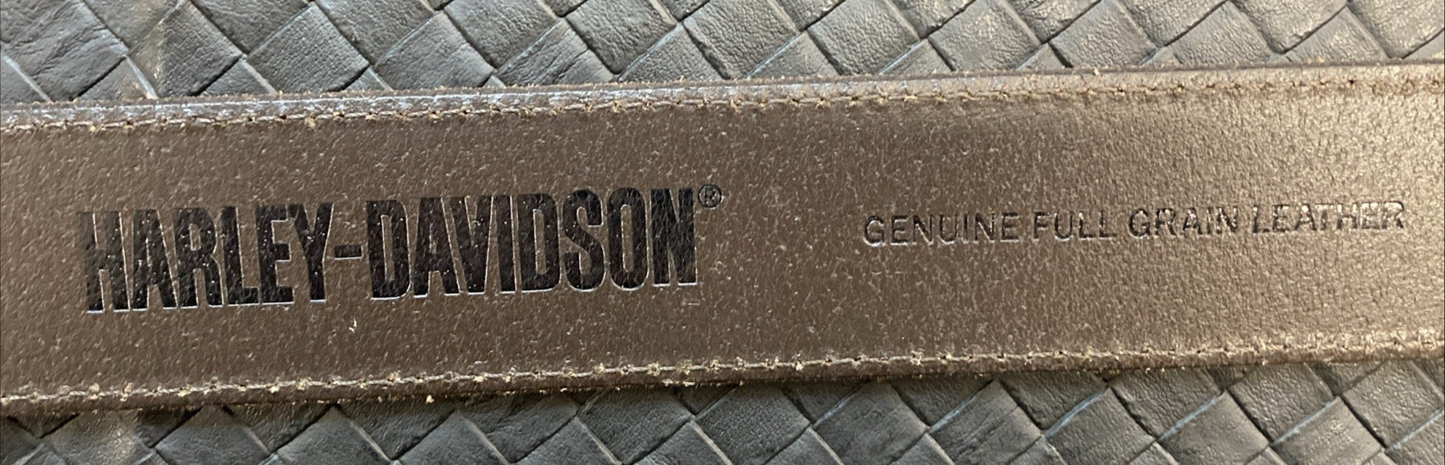 HARLEY-DAVIDSON®
GENUINE FULL GRAIN LEATHER